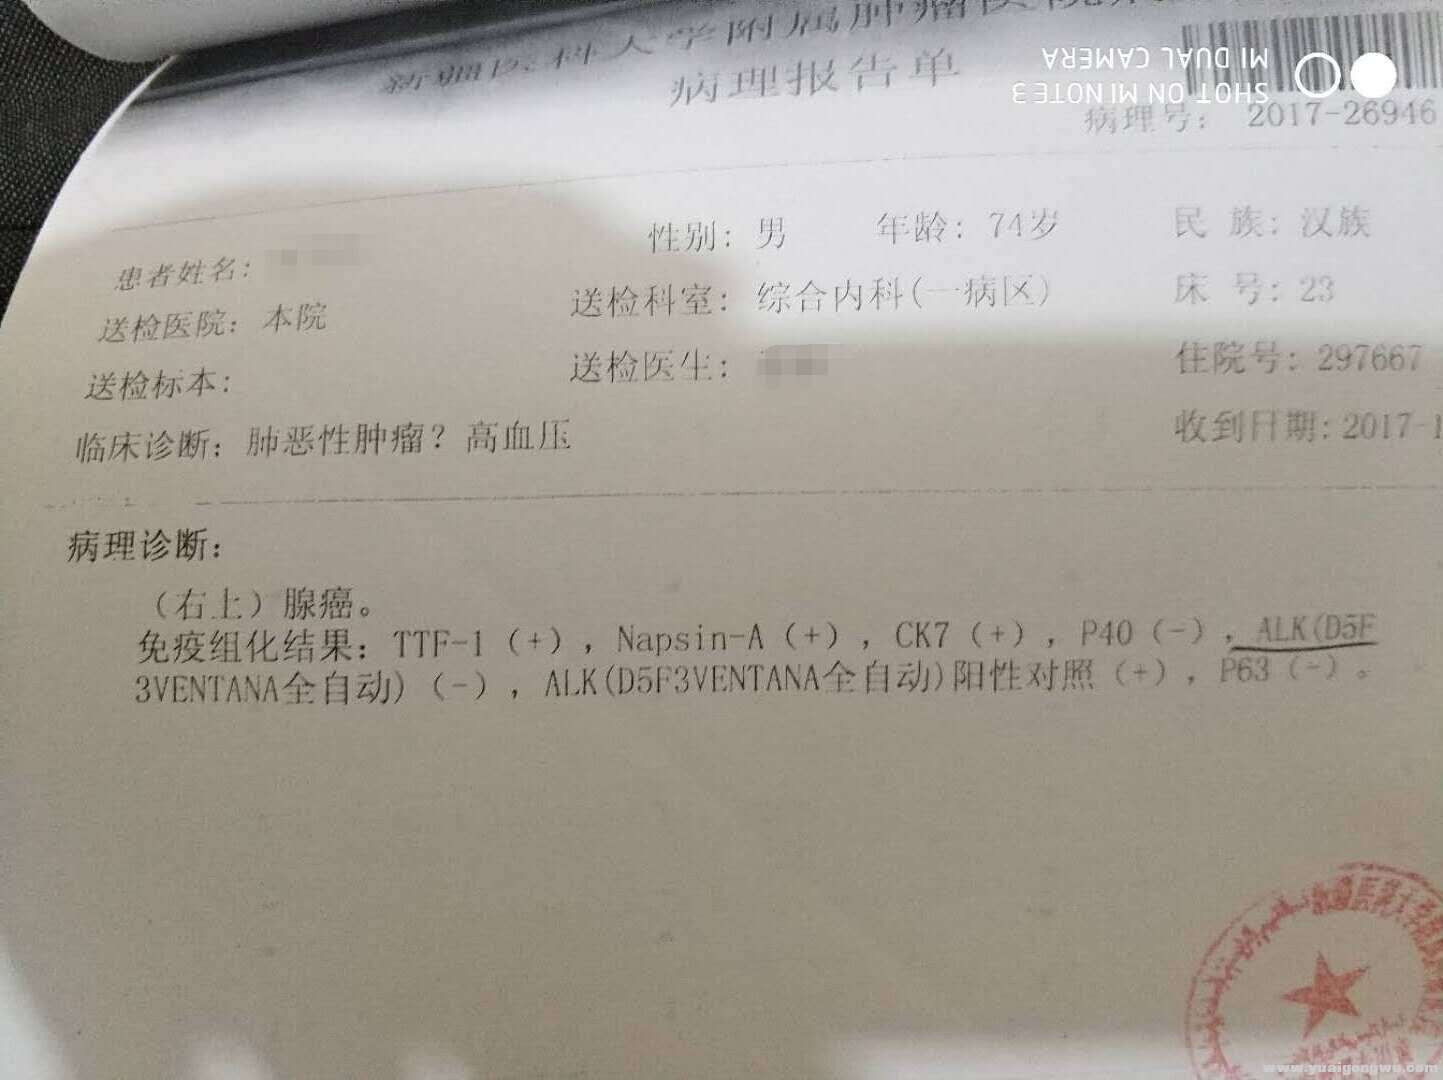 新疆医科大学附属肿瘤医院
病理报告单
MI DUAL CAMERA
SHOT ON MI NOTE 3
病理号: 2017-26946
患者姓名:
性别: 男 年龄: 74岁 民 族: 汉族
送检医院: 本院 送检科室: 综合内科(一病区) 床 号: 23
送检标本: 送检医生: 住院号: 297667
临床诊断: 肺恶性肿瘤? 高血压 收到日期: 2017-1
病理诊断:
(右上)腺癌。
免疫组化结果: TTF-1(+), Napsin-A(+), CK7(+), P40(-), ALK(D5F
3VENTANA全自动)(-), ALK(D5F3VENTANA全自动)阳性对照(+), P63(-)。
www.yuaigongwu.com